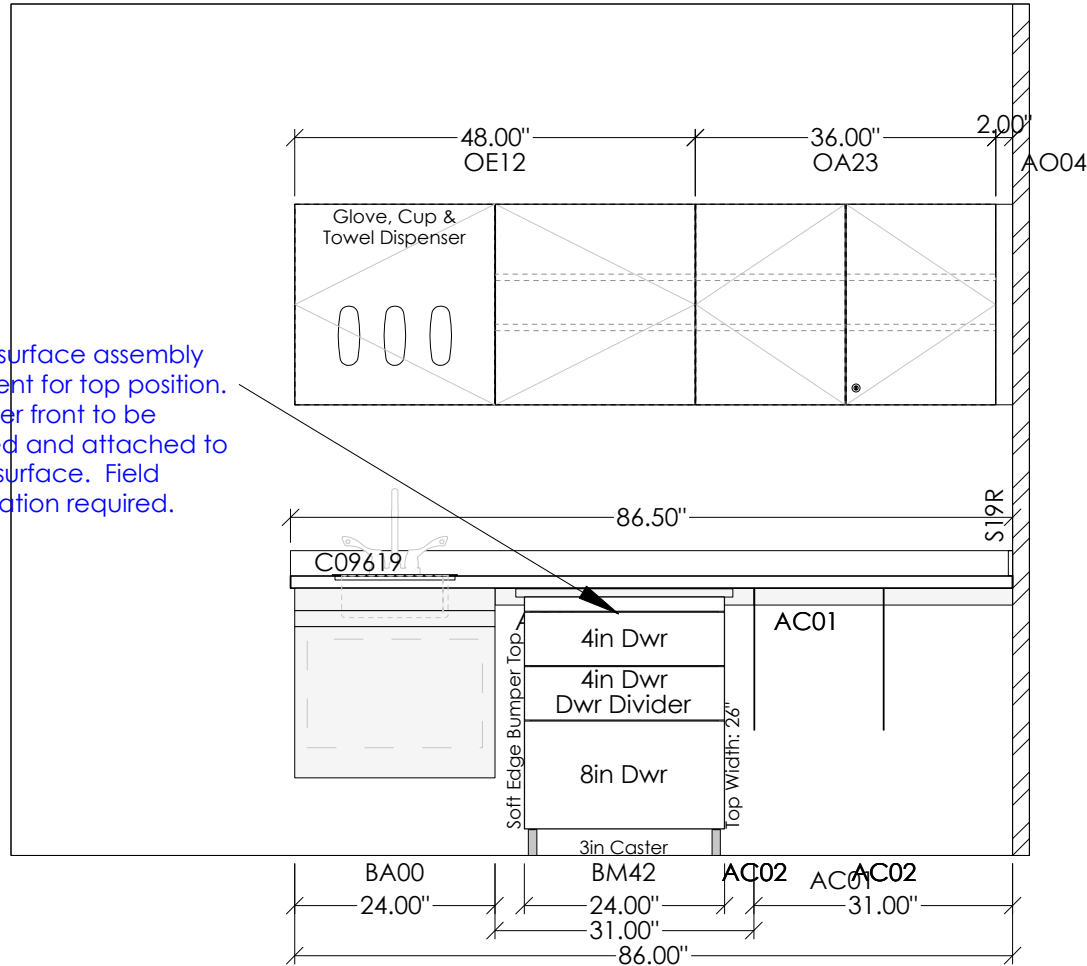 48.00"
36.00"
2.00"
OE12
OA23
AO04
Glove, Cup &
Towel Dispenser
surface assembly
for top position.
front to be
and attached to
surface. Field
required.
86.50"
S19R
C09619
AC01
4in Dwr
4in Dwr
Dwr Divider
8in Dwr
Soft Edge Bumper Top
Top Width: 26"
3in Caster
BA00
BM42
AC02
AC01
AC02
24.00"
24.00"
31.00"
31.00"
86.00"